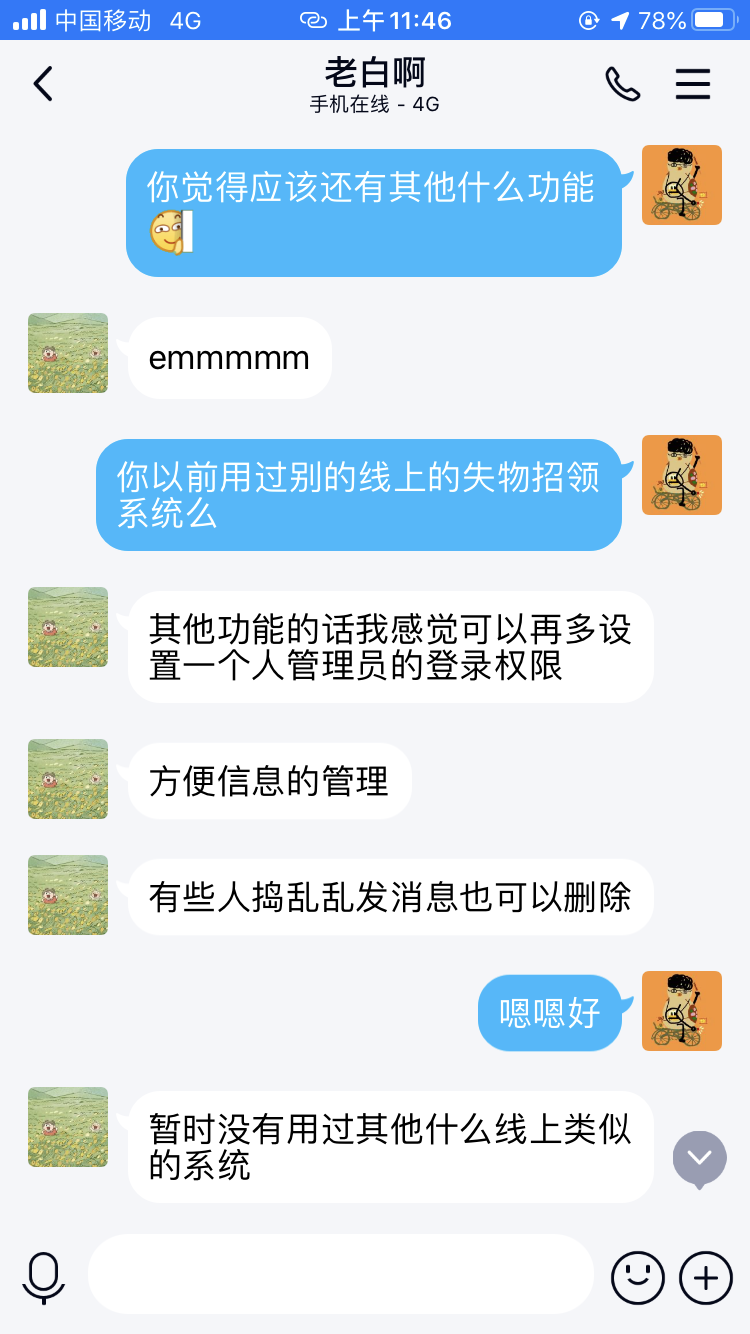 中国移动 4G 上午11:46 78%
老白啊
手机在线 - 4G
你觉得应该还有其他什么功能
emmmmm
你以前用过别的线上的失物招领
系统么
其他功能的话我感觉可以再多设
置一个人管理员的登录权限
方便信息的管理
有些人捣乱乱发消息也可以删除
嗯嗯好
暂时没有用过其他什么线上类似
的系统